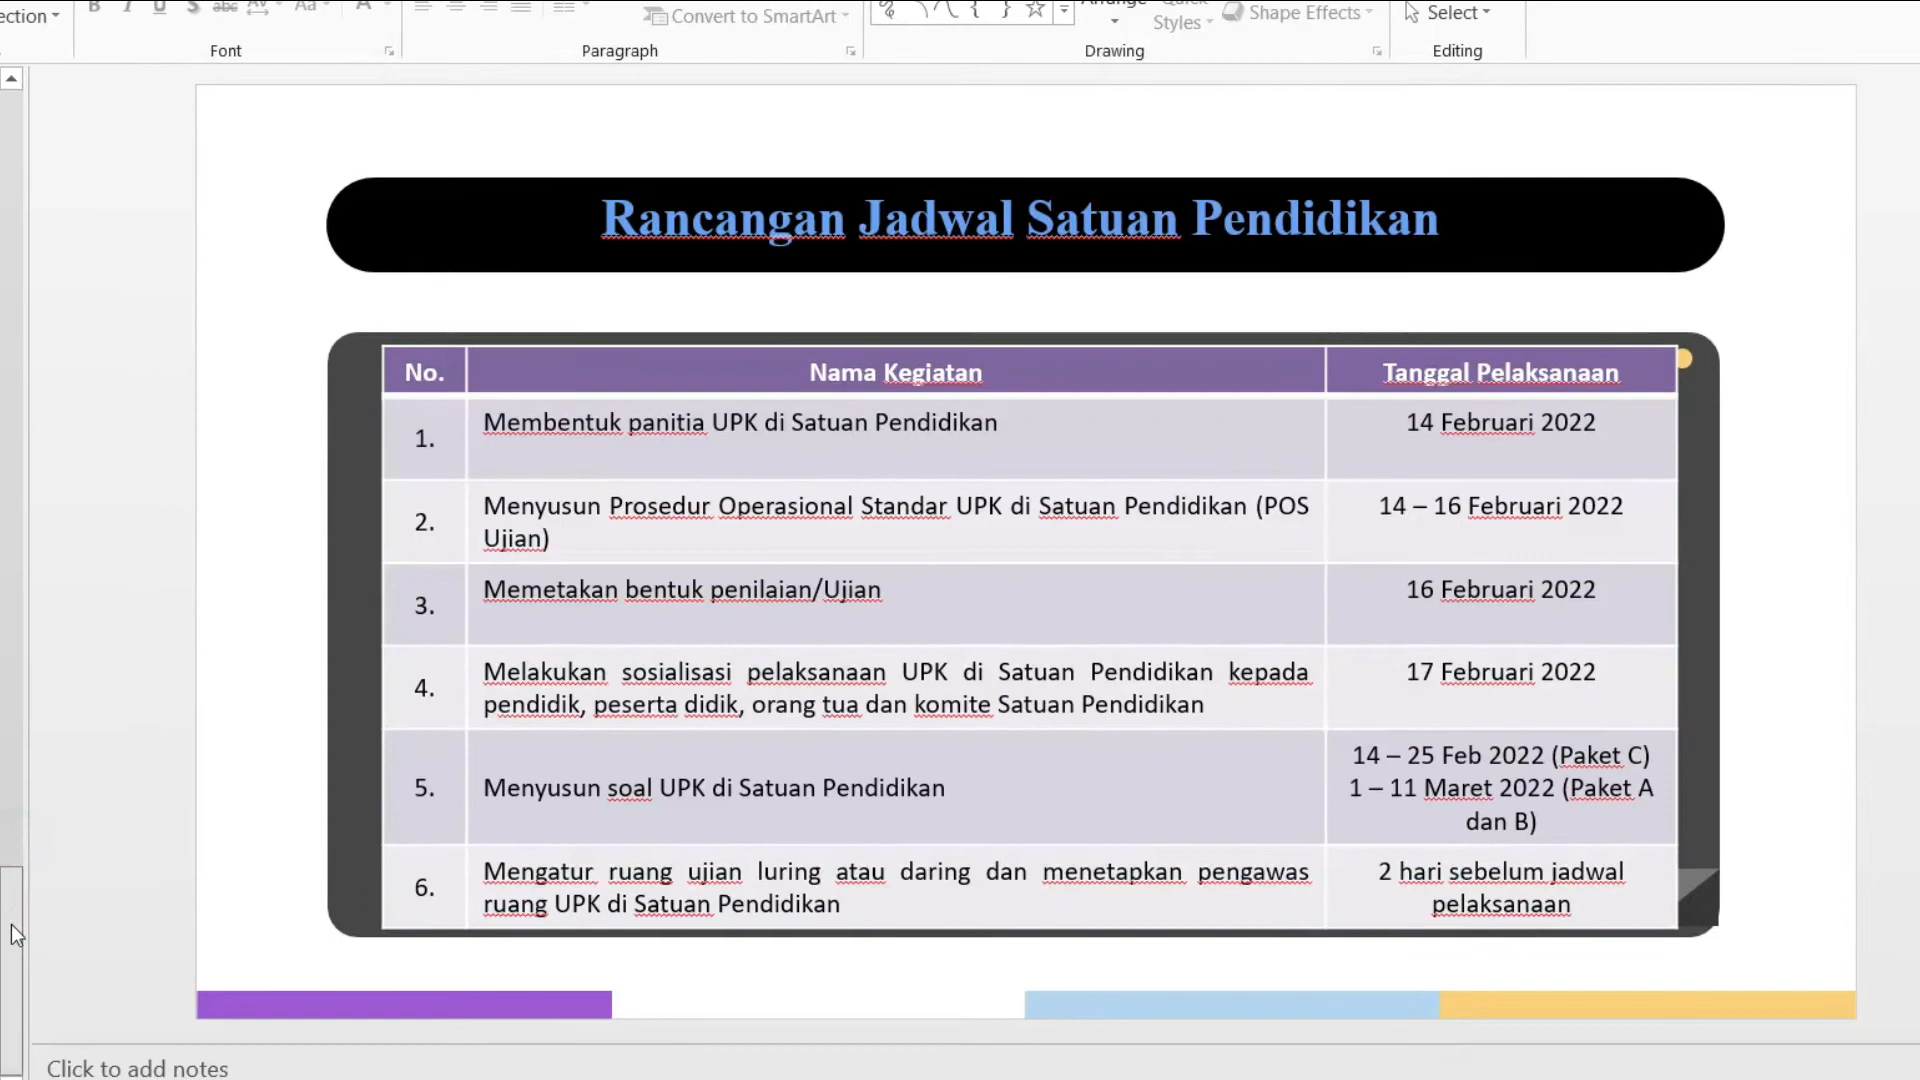 ection
B I U S abc AV Aa A
Convert to SmartArt
Arrange
Quick
Styles
Shape Effects
Select
Font
Paragraph
Drawing
Editing
Rancangan Jadwal Satuan Pendidikan
No. Nama Kegiatan Tanggal Pelaksanaan
1. Membentuk panitia UPK di Satuan Pendidikan 14 Februari 2022
2. Menyusun Prosedur Operasional Standar UPK di Satuan Pendidikan (POS
Ujian)
14 – 16 Februari 2022
3. Memetakan bentuk penilaian/Ujian 16 Februari 2022
4. Melakukan sosialisasi pelaksanaan UPK di Satuan Pendidikan kepada
pendidik, peserta didik, orang tua dan komite Satuan Pendidikan
17 Februari 2022
5. Menyusun soal UPK di Satuan Pendidikan
14 – 25 Feb 2022 (Paket C)
1 – 11 Maret 2022 (Paket A
dan B)
6. Mengatur ruang ujian luring atau daring dan menetapkan pengawas
ruang UPK di Satuan Pendidikan
2 hari sebelum jadwal
pelaksanaan
Click to add notes